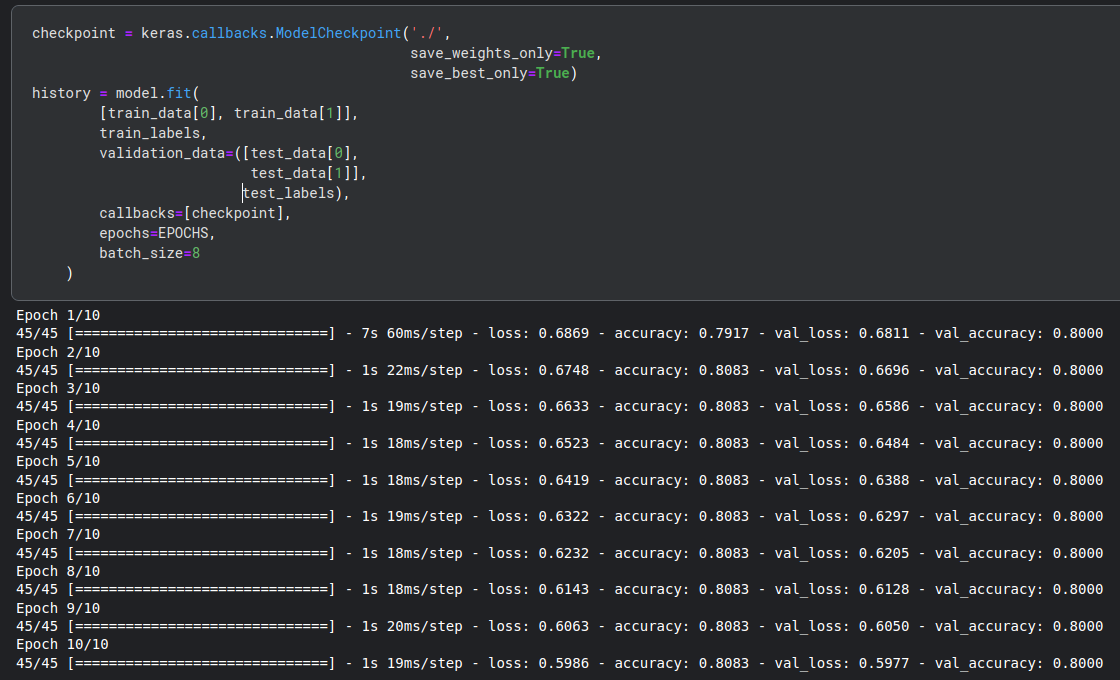 checkpoint = keras.callbacks.ModelCheckpoint('./',
save_weights_only=True,
save_best_only=True)
history = model.fit(
[train_data[0], train_data[1]],
train_labels,
validation_data=([test_data[0],
test_data[1]],
test_labels),
callbacks=[checkpoint],
epochs=EPOCHS,
batch_size=8
)
Epoch 1/10
45/45 [==============================] - 7s 60ms/step - loss: 0.6869 - accuracy: 0.7917 - val_loss: 0.6811 - val_accuracy: 0.8000
Epoch 2/10
45/45 [==============================] - 1s 22ms/step - loss: 0.6748 - accuracy: 0.8083 - val_loss: 0.6696 - val_accuracy: 0.8000
Epoch 3/10
45/45 [==============================] - 1s 19ms/step - loss: 0.6633 - accuracy: 0.8083 - val_loss: 0.6586 - val_accuracy: 0.8000
Epoch 4/10
45/45 [==============================] - 1s 18ms/step - loss: 0.6523 - accuracy: 0.8083 - val_loss: 0.6484 - val_accuracy: 0.8000
Epoch 5/10
45/45 [==============================] - 1s 18ms/step - loss: 0.6419 - accuracy: 0.8083 - val_loss: 0.6388 - val_accuracy: 0.8000
Epoch 6/10
45/45 [==============================] - 1s 19ms/step - loss: 0.6322 - accuracy: 0.8083 - val_loss: 0.6297 - val_accuracy: 0.8000
Epoch 7/10
45/45 [==============================] - 1s 18ms/step - loss: 0.6232 - accuracy: 0.8083 - val_loss: 0.6205 - val_accuracy: 0.8000
Epoch 8/10
45/45 [==============================] - 1s 18ms/step - loss: 0.6143 - accuracy: 0.8083 - val_loss: 0.6128 - val_accuracy: 0.8000
Epoch 9/10
45/45 [==============================] - 1s 20ms/step - loss: 0.6063 - accuracy: 0.8083 - val_loss: 0.6050 - val_accuracy: 0.8000
Epoch 10/10
45/45 [==============================] - 1s 19ms/step - loss: 0.5986 - accuracy: 0.8083 - val_loss: 0.5977 - val_accuracy: 0.8000